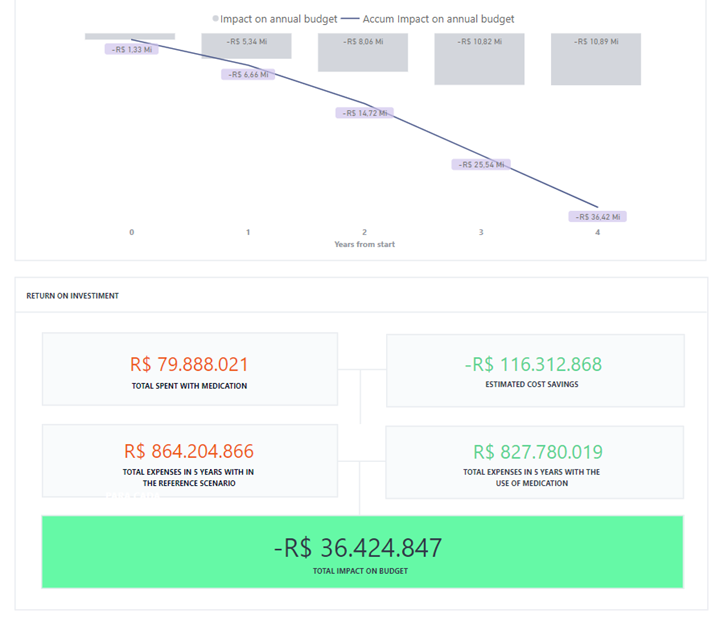 Impact on annual budget Accum Impact on annual budget
-R$ 1,33 Mi
-R$ 5,34 Mi
-R$ 8,06 Mi
-R$ 10,82 Mi
-R$ 10,89 Mi
-R$ 6,66 Mi
-R$ 14,72 Mi
-R$ 25,54 Mi
-R$ 36,42 Mi
0 1 2 3 4
Years from start
RETURN ON INVESTMENT
R$ 79.888.021
TOTAL SPENT WITH MEDICATION
-R$ 116.312.868
ESTIMATED COST SAVINGS
R$ 864.204.866
TOTAL EXPENSES IN 5 YEARS WITH IN
THE REFERENCE SCENARIO
R$ 827.780.019
TOTAL EXPENSES IN 5 YEARS WITH THE
USE OF MEDICATION
-R$ 36.424.847
TOTAL IMPACT ON BUDGET